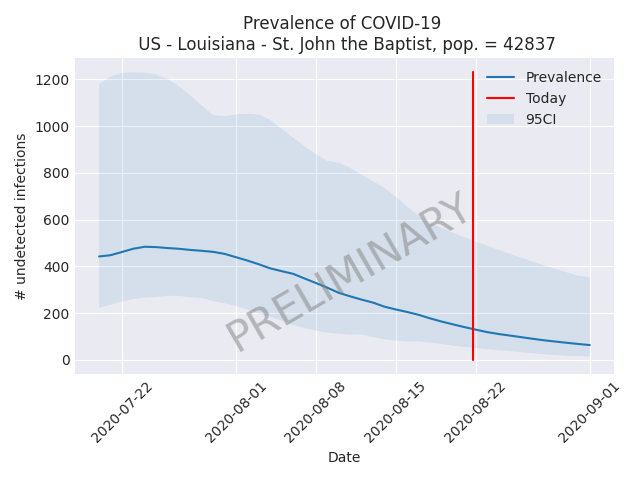 Prevalence of COVID-19
US - Louisiana - St. John the Baptist, pop. = 42837
# undetected infections
1200
1000
800
600
400
200
0
Prevalence
Today
95CI
PRELIMINARY
2020-07-22
2020-08-01
2020-08-08
2020-08-15
2020-08-22
2020-09-01
Date